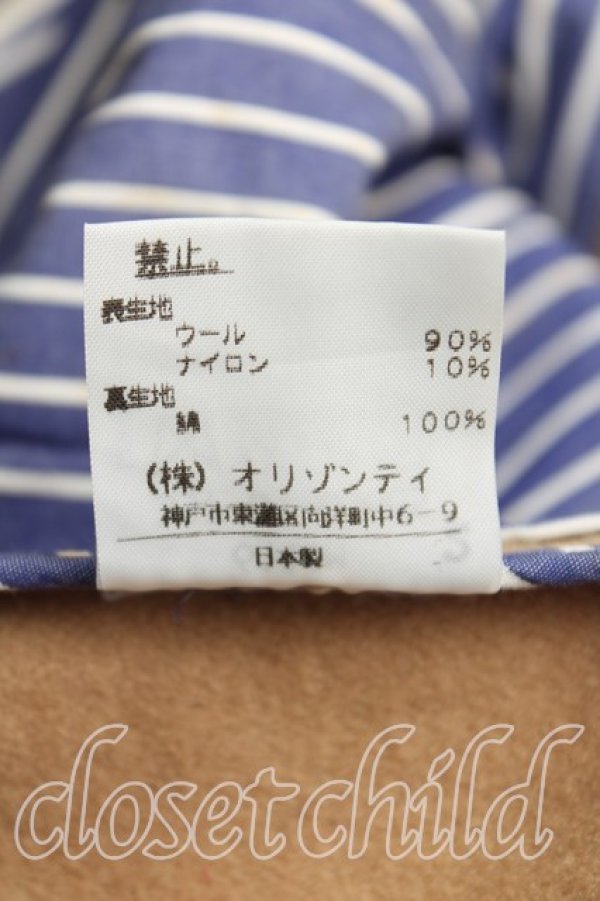 禁止。
表生地
ウール 90%
ナイロン 10%
裏生地
綿 100%
(株) オリゾンティ
神戸市東灘区向洋町中6-9
日本製
closet child